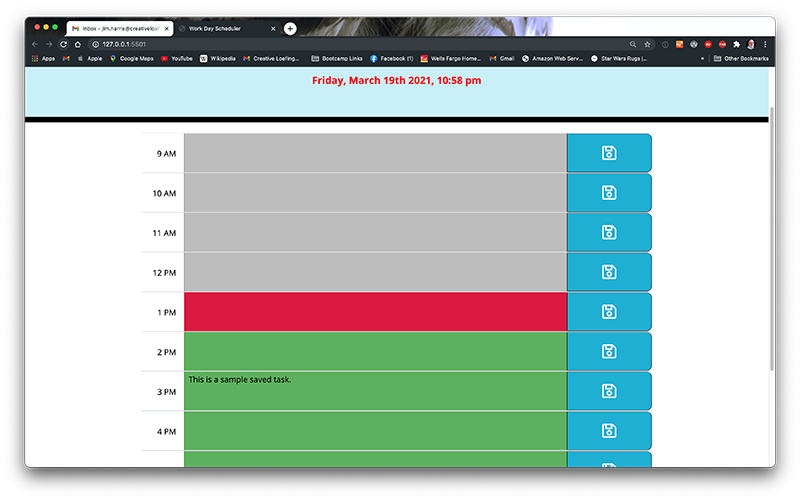 Inbox - jim.harris@creativeloaf
Work Day Scheduler
127.0.0.1:5501
Apps
Apple
Google Maps
YouTube
Wikipedia
Creative Loafing...
Bootcamp Links
Facebook (1)
Wells Fargo Home...
Gmail
Amazon Web Serv...
Star Wars Rugs |...
»
Other Bookmarks
Friday, March 19th 2021, 10:58 pm
9 AM
10 AM
11 AM
12 PM
1 PM
2 PM
3 PM This is a sample saved task.
4 PM